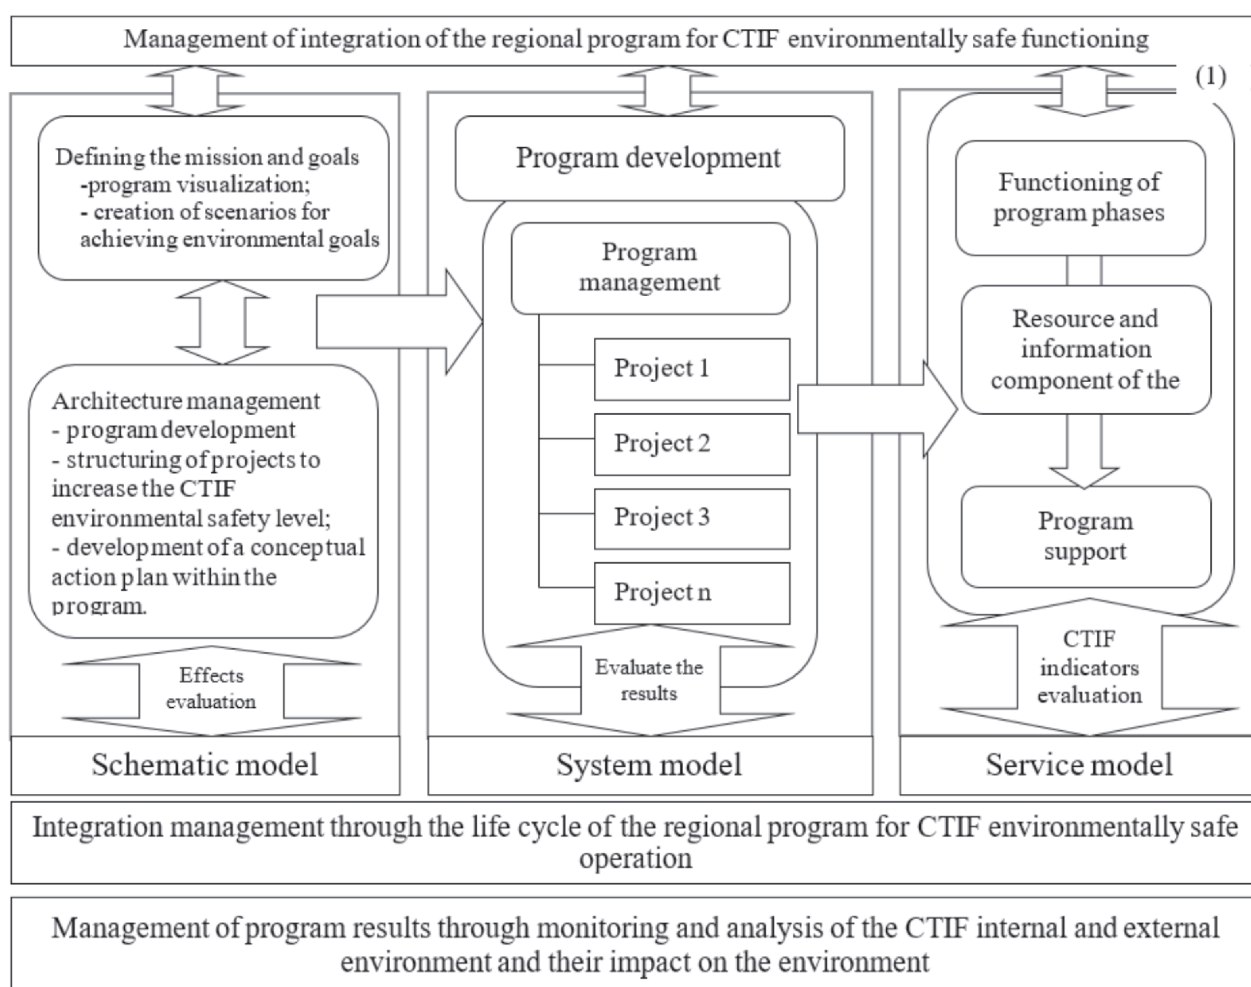 Management of integration of the regional program for CTIF environmentally safe functioning
(1)
Defining the mission and goals
-program visualization;
- creation of scenarios for
achieving environmental goals
Architecture management
- program development
- structuring of projects to
increase the CTIF
environmental safety level;
- development of a conceptual
action plan within the
program.
Effects
evaluation
Schematic model
Program development
Program
management
Project 1
Project 2
Project 3
Project n
Evaluate the
results
System model
Functioning of
program phases
Resource and
information
component of the
Program
support
CTIF
indicators
evaluation
Service model
Integration management through the life cycle of the regional program for CTIF environmentally safe
operation
Management of program results through monitoring and analysis of the CTIF internal and external
environment and their impact on the environment